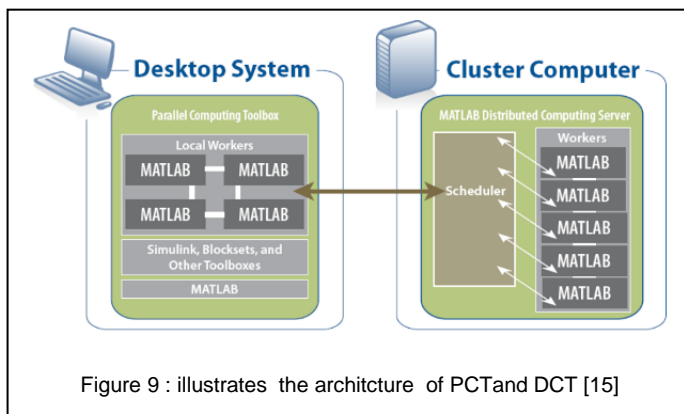 Desktop System
Parallel Computing Toolbox
Local Workers
MATLAB MATLAB
MATLAB MATLAB
Simulink, Blocksets, and
Other Toolboxes
MATLAB
Cluster Computer
MATLAB Distributed Computing Server
Scheduler
Workers
MATLAB
MATLAB
MATLAB
MATLAB
MATLAB
Figure 9 : illustrates the architcture of PCTand DCT [15]